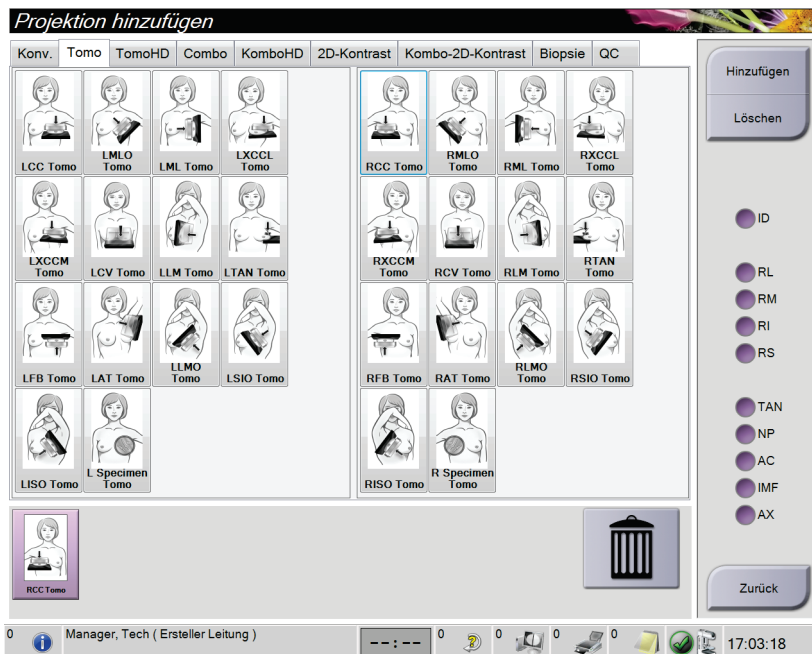 Projektion hinzufügen
Konv. Tomo TomoHD Combo KomboHD 2D-Kontrast Kombo-2D-Kontrast Biopsie QC
LCC Tomo
LMLO
Tomo
LML Tomo
LXCCL
Tomo
RCC Tomo
RMLO
Tomo
RML Tomo
RXCCL
Tomo
LXCCM
Tomo
LCV Tomo
LLM Tomo
LTAN Tomo
RXCCM
Tomo
RCV Tomo
RLM Tomo
RTAN
Tomo
LFB Tomo
LAT Tomo
LLMO
Tomo
LSIO Tomo
RFB Tomo
RAT Tomo
RLMO
Tomo
RSIO Tomo
LISO Tomo
L Specimen
Tomo
RISO Tomo
R Specimen
Tomo
RCC Tomo
Hinzufügen
Löschen
ID
RL
RM
RI
RS
TAN
NP
AC
IMF
AX
Zurück
0 Manager, Tech ( Ersteller Leitung ) --:-- 0 0 0 0 17:03:18